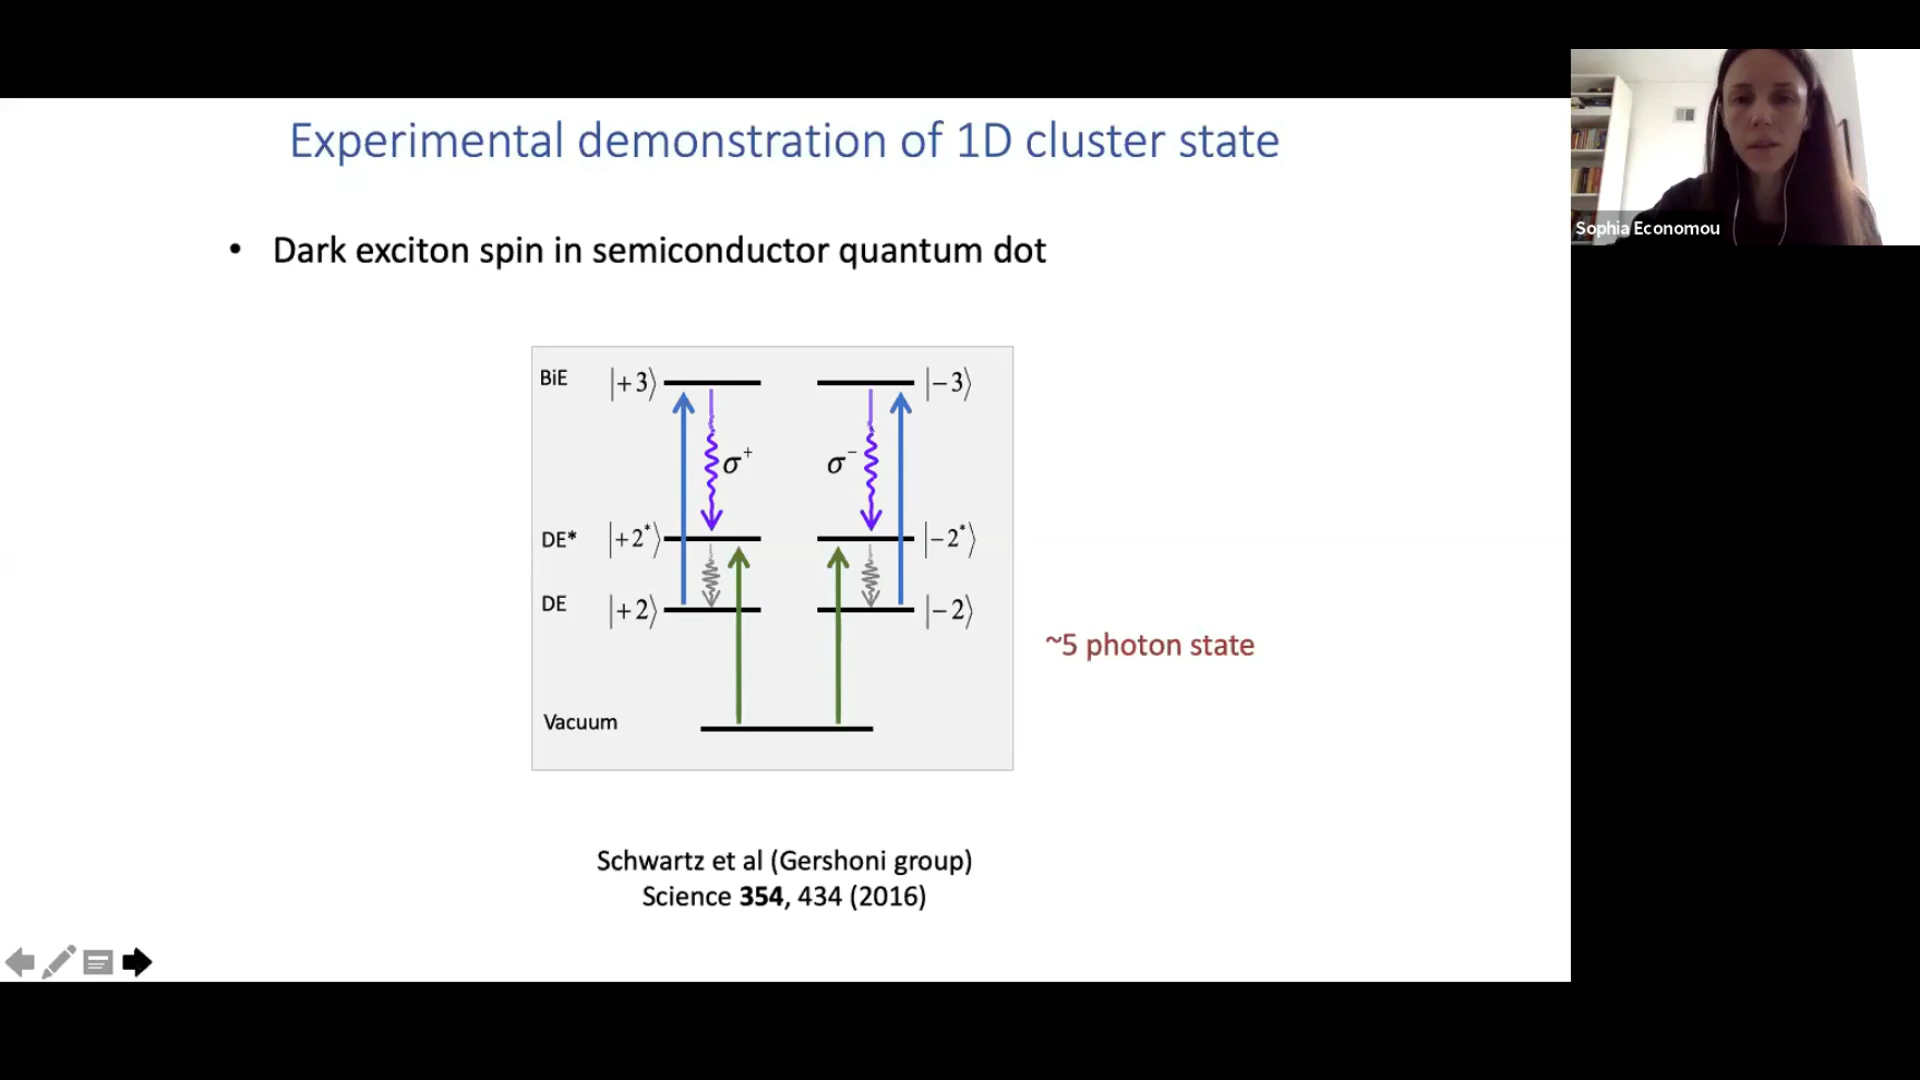 Experimental demonstration of 1D cluster state
Sophia Economou
• Dark exciton spin in semiconductor quantum dot
BiE |+3⟩ |−3⟩
σ⁺ σ⁻
DE* |+2*⟩ |−2*⟩
DE |+2⟩ |−2⟩
~5 photon state
Vacuum
Schwartz et al (Gershoni group)
Science 354, 434 (2016)